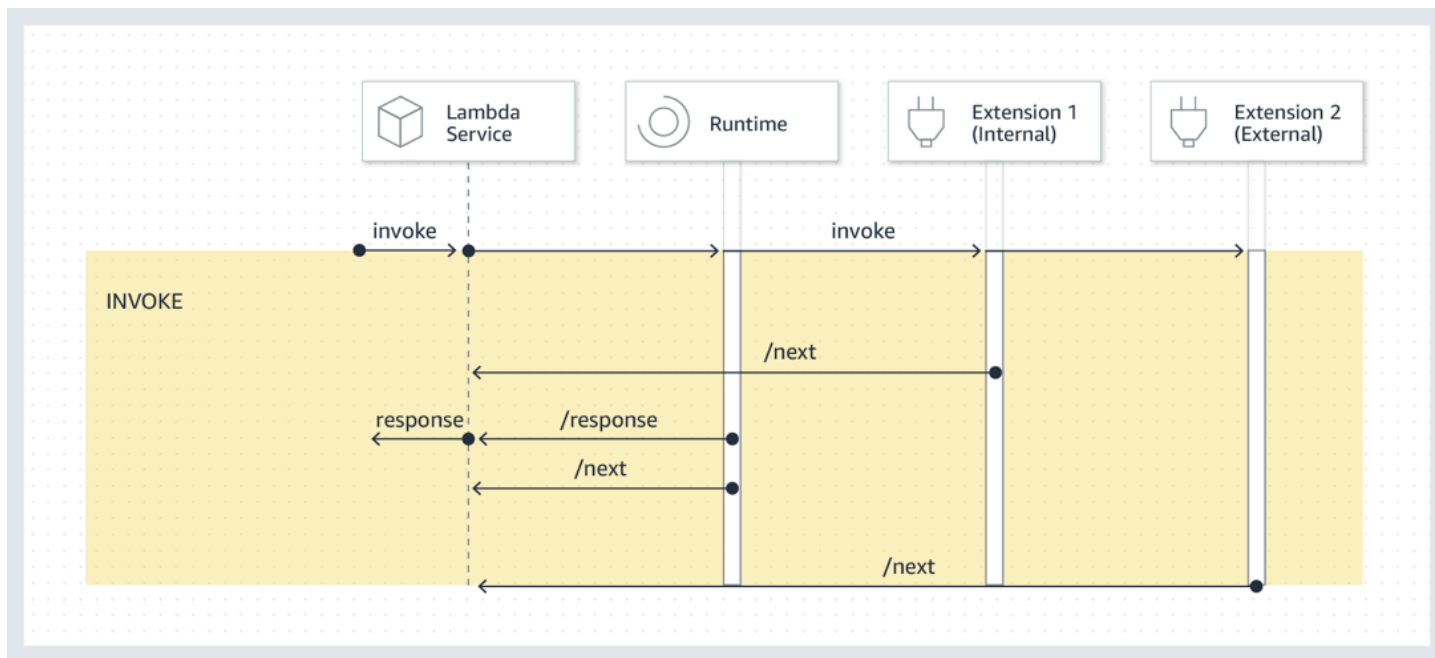 Lambda
Service
Runtime
Extension 1
(Internal)
Extension 2
(External)
invoke
invoke
INVOKE
/next
response
/response
/next
/next